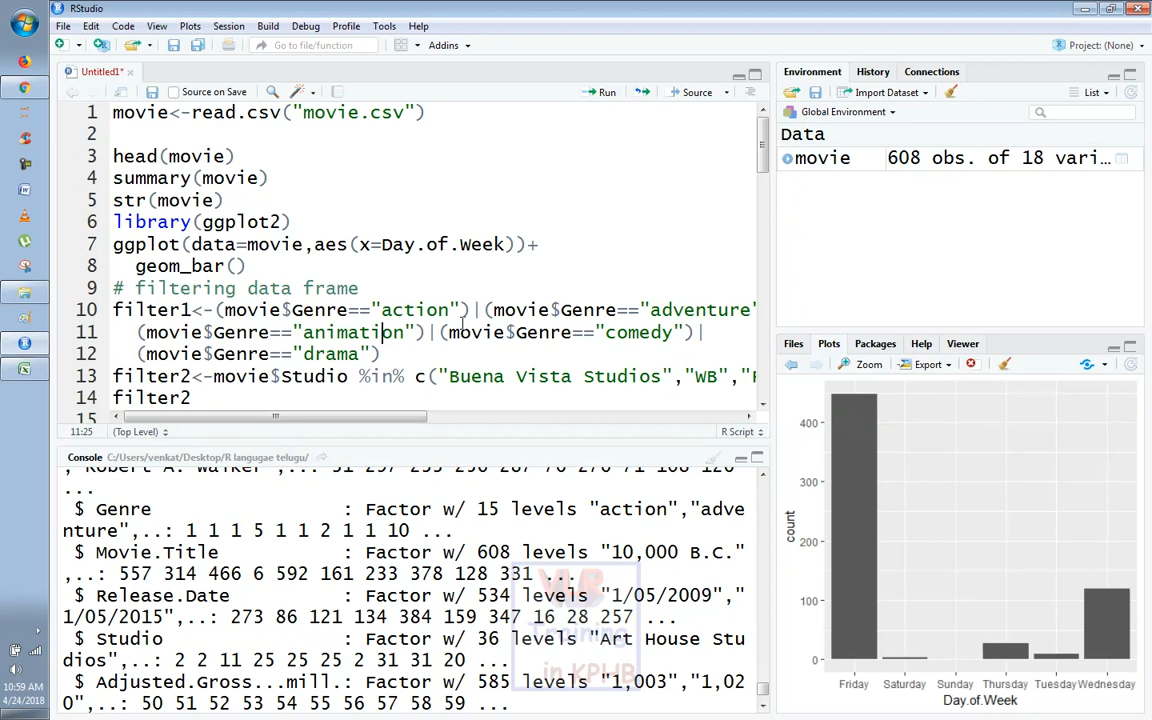 RStudio
File Edit Code View Plots Session Build Debug Profile Tools Help
Go to file/function Addins Project: (None)
Untitled1*
Source on Save Run Source
1 movie<-read.csv("movie.csv")
2
3 head(movie)
4 summary(movie)
5 str(movie)
6 library(ggplot2)
7 ggplot(data=movie,aes(x=Day.of.Week))+
8 geom_bar()
9 # filtering data frame
10 filter1<-(movie$Genre=="action")|(movie$Genre=="adventure"
11 (movie$Genre=="animation")|(movie$Genre=="comedy")|
12 (movie$Genre=="drama")
13 filter2<-movie$Studio %in% c("Buena Vista Studios","WB","F
14 filter2
15
11:25 (Top Level) R Script
Console C:/Users/venkat/Desktop/R langugae telugu/
...
$ Genre : Factor w/ 15 levels "action","adve
nture",..: 1 1 1 5 1 1 2 1 1 10 ...
$ Movie.Title : Factor w/ 608 levels "10,000 B.C."
,..: 557 314 466 6 592 161 233 378 128 331 ...
$ Release.Date : Factor w/ 534 levels "1/05/2009","
1/05/2015",..: 273 86 121 134 384 159 347 16 28 257 ...
$ Studio : Factor w/ 36 levels "Art House Stu
dios",..: 2 2 11 25 25 25 2 31 31 20 ...
$ Adjusted.Gross...mill.: Factor w/ 585 levels "1,003","1,02
0",..: 50 51 52 53 54 55 56 57 58 59 ...
Training
in KPHB
Environment History Connections
Import Dataset List
Global Environment
Data
movie 608 obs. of 18 vari...
Files Plots Packages Help Viewer
Zoom Export
400
300
200
100
0
count
Friday Saturday Sunday Thursday Tuesday Wednesday
Day.of.Week
10:59 AM
4/24/2018